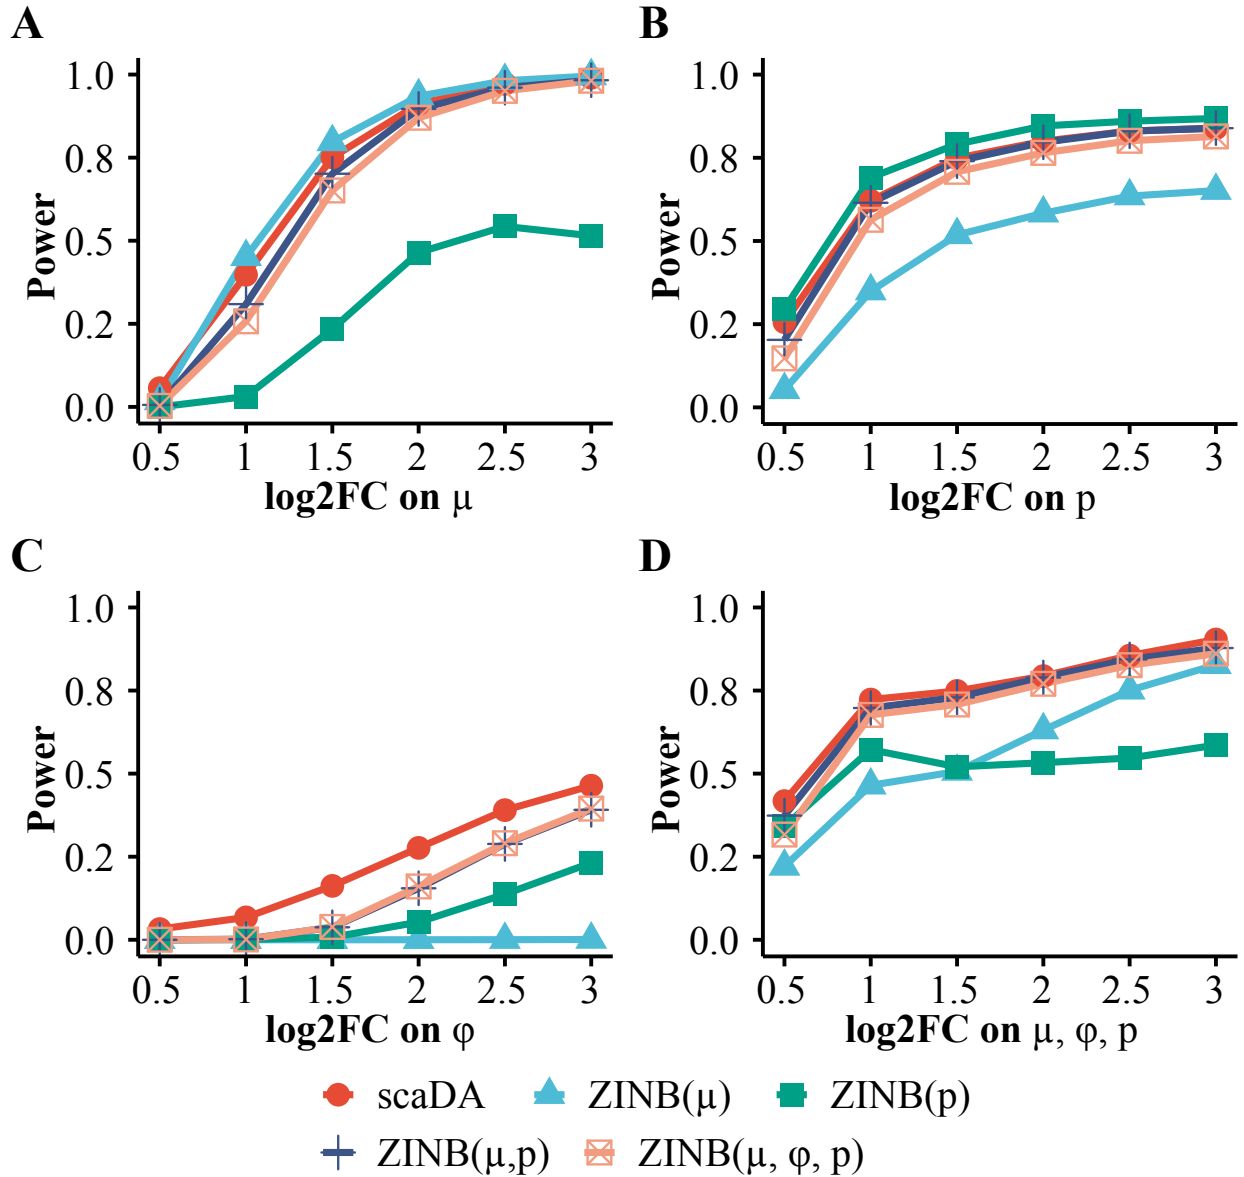 A
Power
1.0
0.8
0.5
0.2
0.0
0.5 1 1.5 2 2.5 3
log2FC on μ
B
Power
1.0
0.8
0.5
0.2
0.0
0.5 1 1.5 2 2.5 3
log2FC on p
C
Power
1.0
0.8
0.5
0.2
0.0
0.5 1 1.5 2 2.5 3
log2FC on φ
D
Power
1.0
0.8
0.5
0.2
0.0
0.5 1 1.5 2 2.5 3
log2FC on μ, φ, p
scaDA ZINB(μ) ZINB(p)
ZINB(μ,p) ZINB(μ, φ, p)